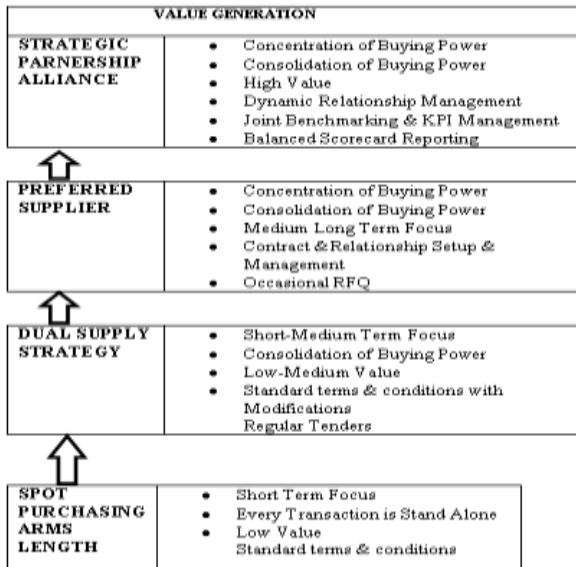 VALUE GENERATION
STRATEGIC
PARNERSHIP
ALLIANCE
• Concentration of Buying Power
• Consolidation of Buying Power
• High Value
• Dynamic Relationship Management
• Joint Benchmarking & KPI Management
• Balanced Scorecard Reporting
PREFERRED
SUPPLIER
• Concentration of Buying Power
• Consolidation of Buying Power
• Medium Long Term Focus
• Contract &Relationship Setup &
Management
• Occasional RFQ
DUAL SUPPLY
STRATEGY
• Short-Medium Term Focus
• Consolidation of Buying Power
• Low-Medium Value
• Standard terms & conditions with
Modifications
Regular Tenders
SPOT
PURCHASING
ARMS
LENGTH
• Short Term Focus
• Every Transaction is Stand Alone
• Low Value
Standard terms & conditions